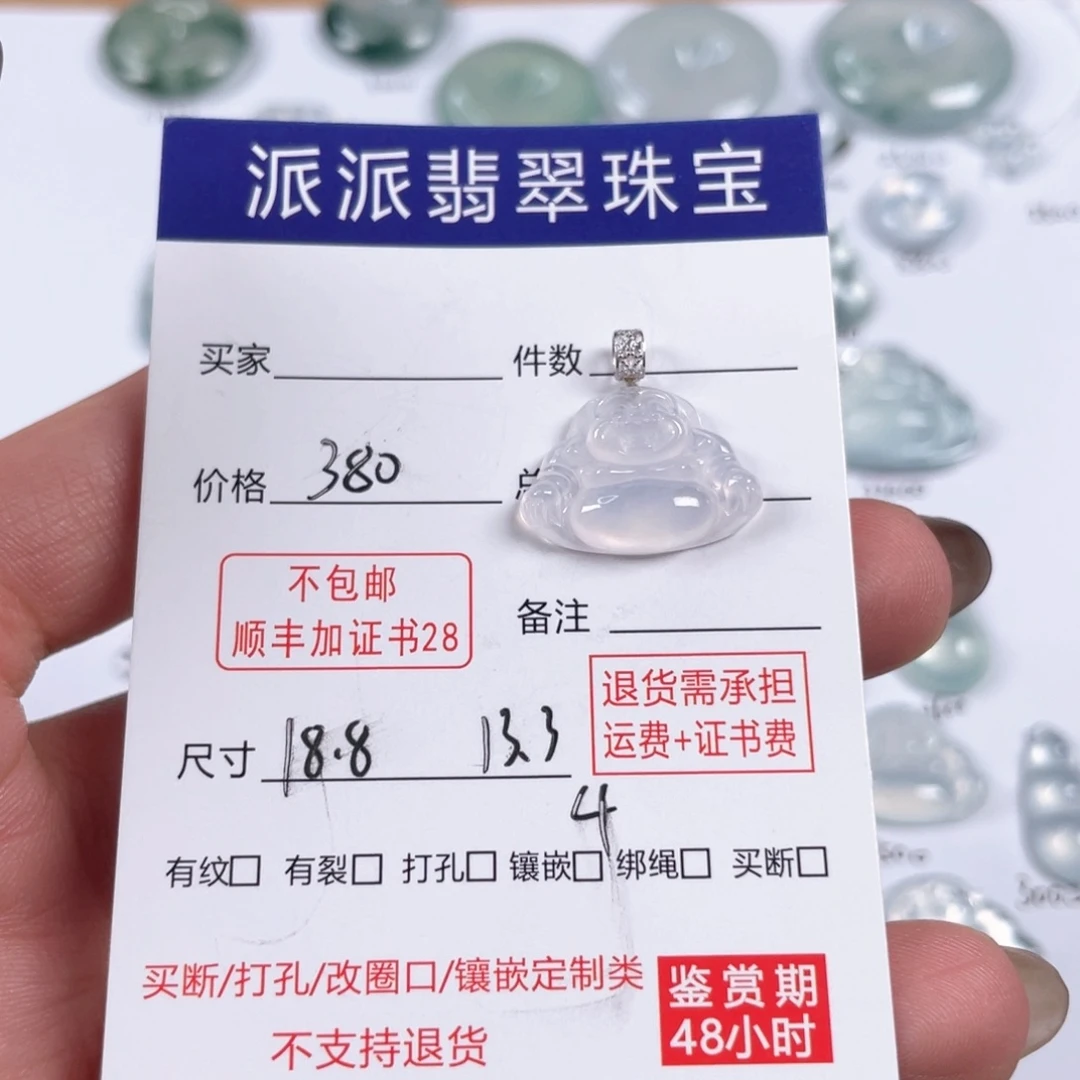 派派翡翠珠宝
买家 件数
价格 380 总
不包邮
顺丰加证书28
备注
退货需承担
运费+证书费
尺寸 18.8 13.3
4
有纹□ 有裂□ 打孔□ 镶嵌□ 绑绳□ 买断□
买断/打孔/改圈口/镶嵌定制类
不支持退货
鉴赏期
48小时